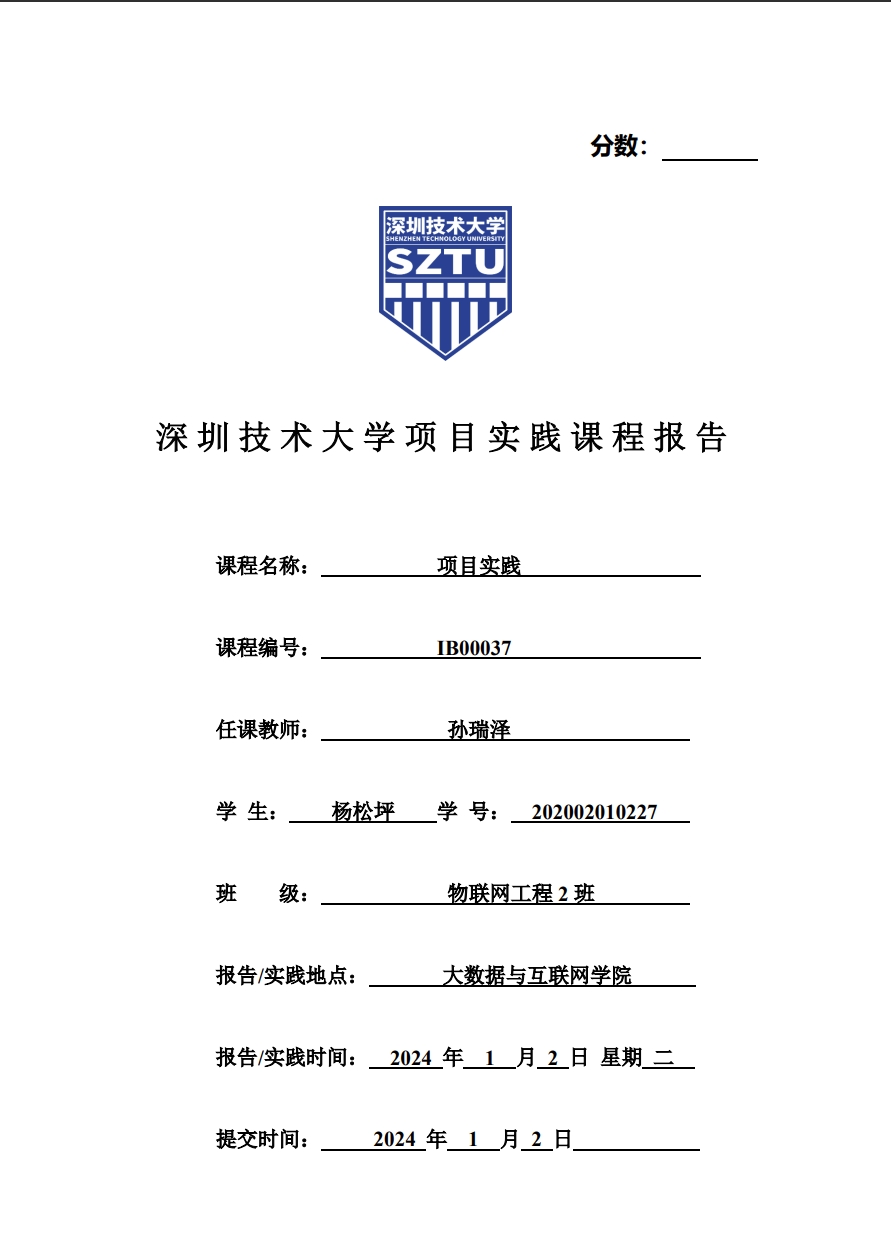 分数：
深圳技术大学
SHENZHEN TECHNOLOGY UNIVERSITY
SZTU
深圳技术大学项目实践课程报告
课程名称： 项目实践
课程编号： IB00037
任课教师： 孙瑞泽
学 生： 杨松坪 学 号： 202002010227
班 级： 物联网工程 2 班
报告/实践地点： 大数据与互联网学院
报告/实践时间： 2024 年 1 月 2 日 星期 二
提交时间： 2024 年 1 月 2 日